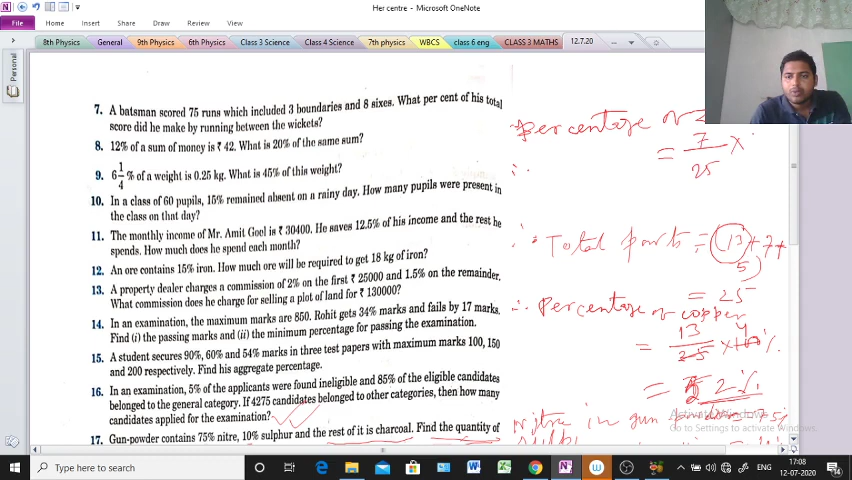 Her centre - Microsoft OneNote
File Home Insert Draw History Review View
8th Physics General 9th Physics 6th Physics Class 3 Science Class 4 Science 7th physics WBCS class 6 eng CLASS 3 MATHS 12.7.20
Personal
7. A batsman scored 75 runs which included 3 boundaries and 8 sixes. What per cent of his total
score did he make by running between the wickets?
8. 12% of a sum of money is ₹ 42. What is 20% of the same sum?
9. 6 1/4 % of a weight is 0.25 kg. What is 45% of this weight?
10. In a class of 60 pupils, 15% remained absent on a rainy day. How many pupils were present in
the class on that day?
11. The monthly income of Mr. Amit Goel is ₹ 30400. He saves 12.5% of his income and the rest he
spends. How much does he spend each month?
12. An ore contains 15% iron. How much ore will be required to get 18 kg of iron?
13. A property dealer charges a commission of 2% on the first ₹ 25000 and 1.5% on the remainder.
What commission does he charge for selling a plot of land for ₹ 130000?
14. In an examination, the maximum marks are 850. Rohit gets 34% marks and fails by 17 marks.
Find (i) the passing marks and (ii) the minimum percentage for passing the examination.
15. A student secures 90%, 60% and 54% marks in three test papers with maximum marks 100, 150
and 200 respectively. Find his aggregate percentage.
16. In an examination, 5% of the applicants were found ineligible and 85% of the eligible candidates
belonged to the general category. If 4275 candidates belonged to other categories, then how many
candidates applied for the examination?
17. Gun-powder contains 75% nitre, 10% sulphur and the rest of it is charcoal. Find the quantity of
Percentage of
= 7/25 ×
∴
∴ Total parts = (13+7+
5)
= 25
∴ Percentage of copper
= 13/25 × 100 4 %
= 52%
Nitre in gun
Activate Windows
Go to Settings to activate Windows.
Type here to search
ENG
17:08
12-07-2020
14